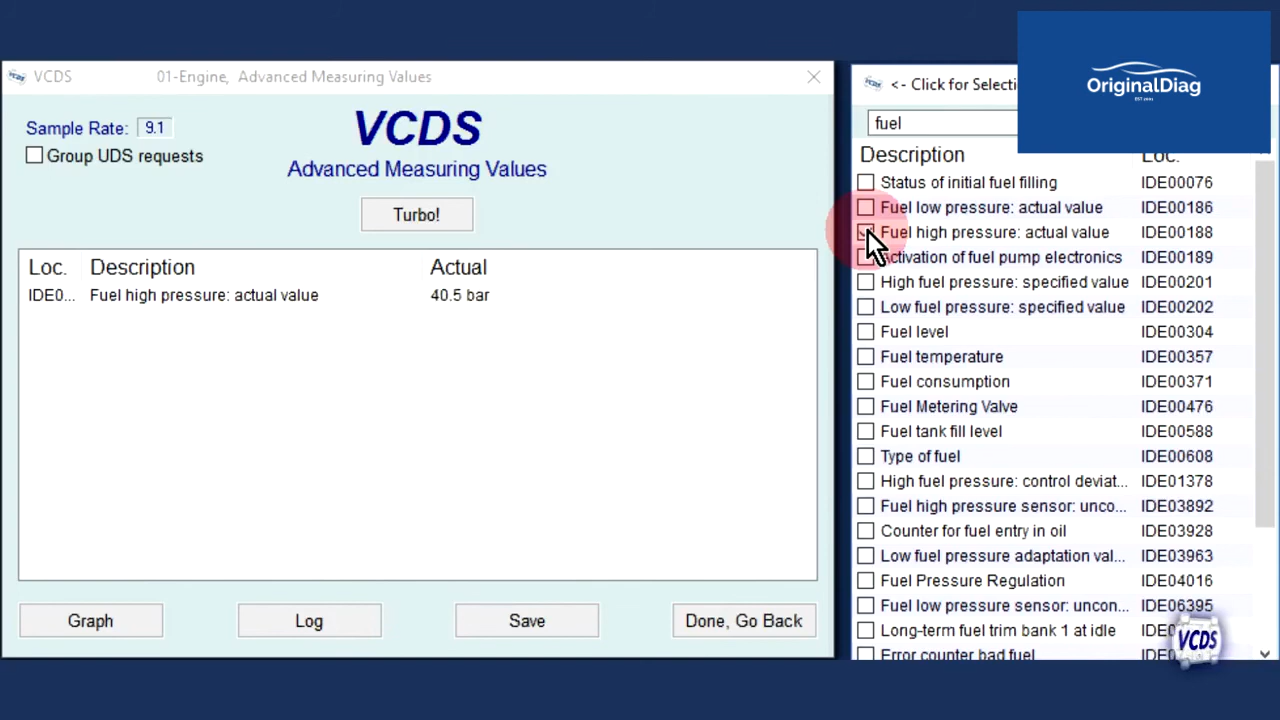 VCDS
01-Engine, Advanced Measuring Values
Sample Rate: 9.1
Group UDS requests
VCDS
Advanced Measuring Values
Turbo!
Loc. Description Actual
IDE0... Fuel high pressure: actual value 40.5 bar
Graph Log Save Done, Go Back
<- Click for Selecti
OriginalDiag
fuel
Description Loc.
Status of initial fuel filling IDE00076
Fuel low pressure: actual value IDE00186
Fuel high pressure: actual value IDE00188
Activation of fuel pump electronics IDE00189
High fuel pressure: specified value IDE00201
Low fuel pressure: specified value IDE00202
Fuel level IDE00304
Fuel temperature IDE00357
Fuel consumption IDE00371
Fuel Metering Valve IDE00476
Fuel tank fill level IDE00588
Type of fuel IDE00608
High fuel pressure: control deviat... IDE01378
Fuel high pressure sensor: unco... IDE03892
Counter for fuel entry in oil IDE03928
Low fuel pressure adaptation val... IDE03963
Fuel Pressure Regulation IDE04016
Fuel low pressure sensor: uncon... IDE06395
Long-term fuel trim bank 1 at idle
Error counter bad fuel
VCDS